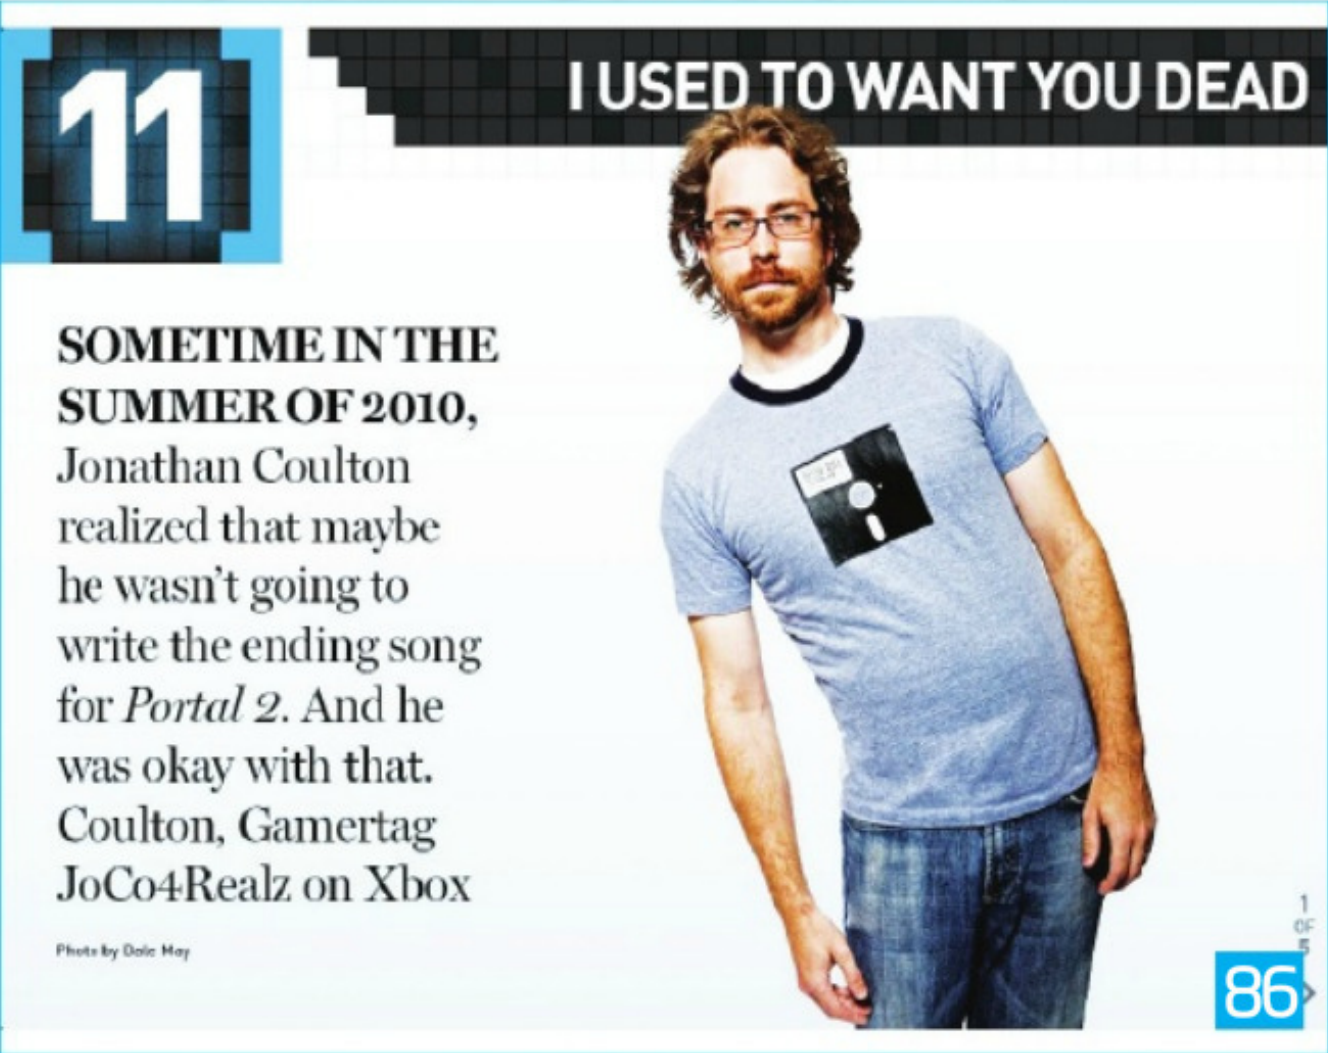 11
I USED TO WANT YOU DEAD
SOMETIME IN THE
SUMMER OF 2010,
Jonathan Coulton
realized that maybe
he wasn't going to
write the ending song
for Portal 2. And he
was okay with that.
Coulton, Gamertag
JoCo4Realz on Xbox
Photo by Dale May
1
OF
5
86